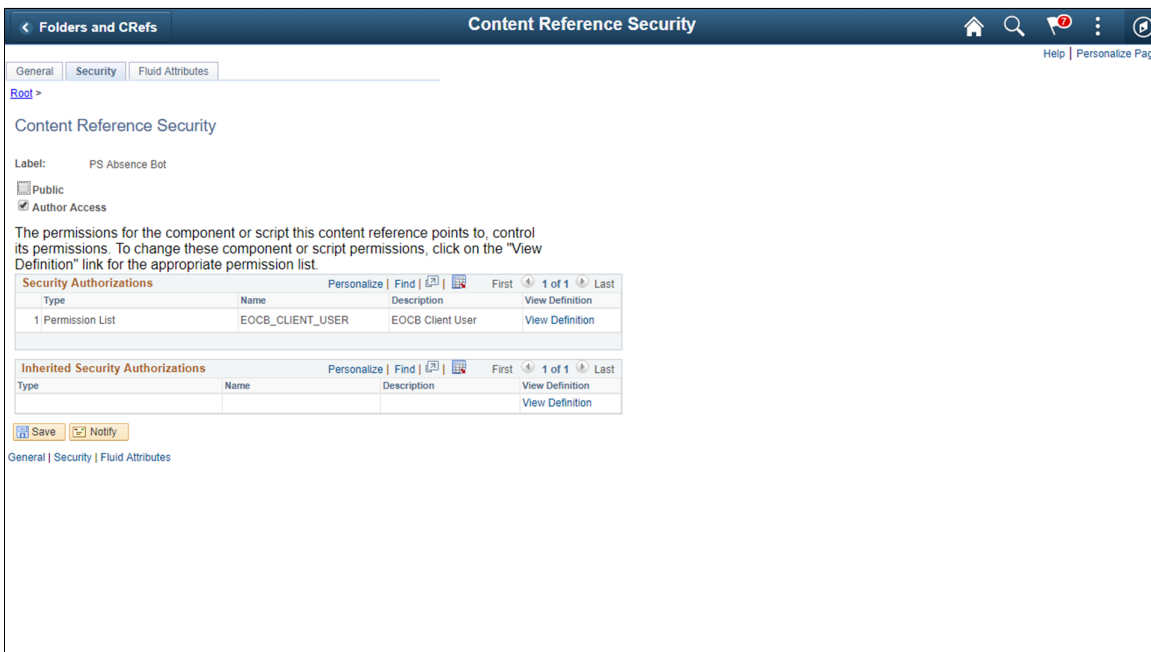 Folders and CRefs
Content Reference Security
7
Help | Personalize Pag
General Security Fluid Attributes
Root >
Content Reference Security
Label: PS Absence Bot
Public
Author Access
The permissions for the component or script this content reference points to, control
its permissions. To change these component or script permissions, click on the "View
Definition" link for the appropriate permission list.
Security Authorizations Personalize | Find | | First 1 of 1 Last
Type Name Description View Definition
1 Permission List EOCB_CLIENT_USER EOCB Client User View Definition
Inherited Security Authorizations Personalize | Find | | First 1 of 1 Last
Type Name Description View Definition
View Definition
Save Notify
General | Security | Fluid Attributes